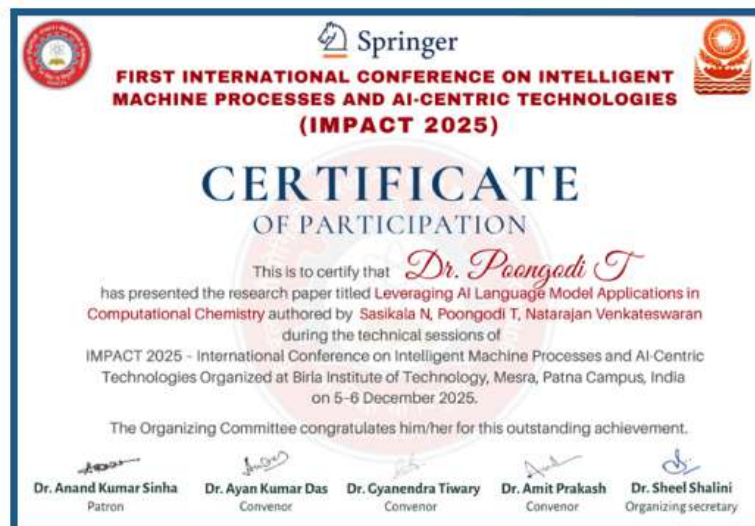 Springer
FIRST INTERNATIONAL CONFERENCE ON INTELLIGENT
MACHINE PROCESSES AND AI-CENTRIC TECHNOLOGIES
(IMPACT 2025)
CERTIFICATE
OF PARTICIPATION
This is to certify that Dr. Poongodi T
has presented the research paper titled Leveraging AI Language Model Applications in
Computational Chemistry authored by Sasikala N, Poongodi T, Natarajan Venkateswaran
during the technical sessions of
IMPACT 2025 - International Conference on Intelligent Machine Processes and AI-Centric
Technologies Organized at Birla Institute of Technology, Mesra, Patna Campus, India
on 5-6 December 2025.
The Organizing Committee congratulates him/her for this outstanding achievement.
Dr. Anand Kumar Sinha Dr. Ayan Kumar Das Dr. Gyanendra Tiwary Dr. Amit Prakash Dr. Sheel Shalini
Patron Convenor Convenor Convenor Organizing secretary